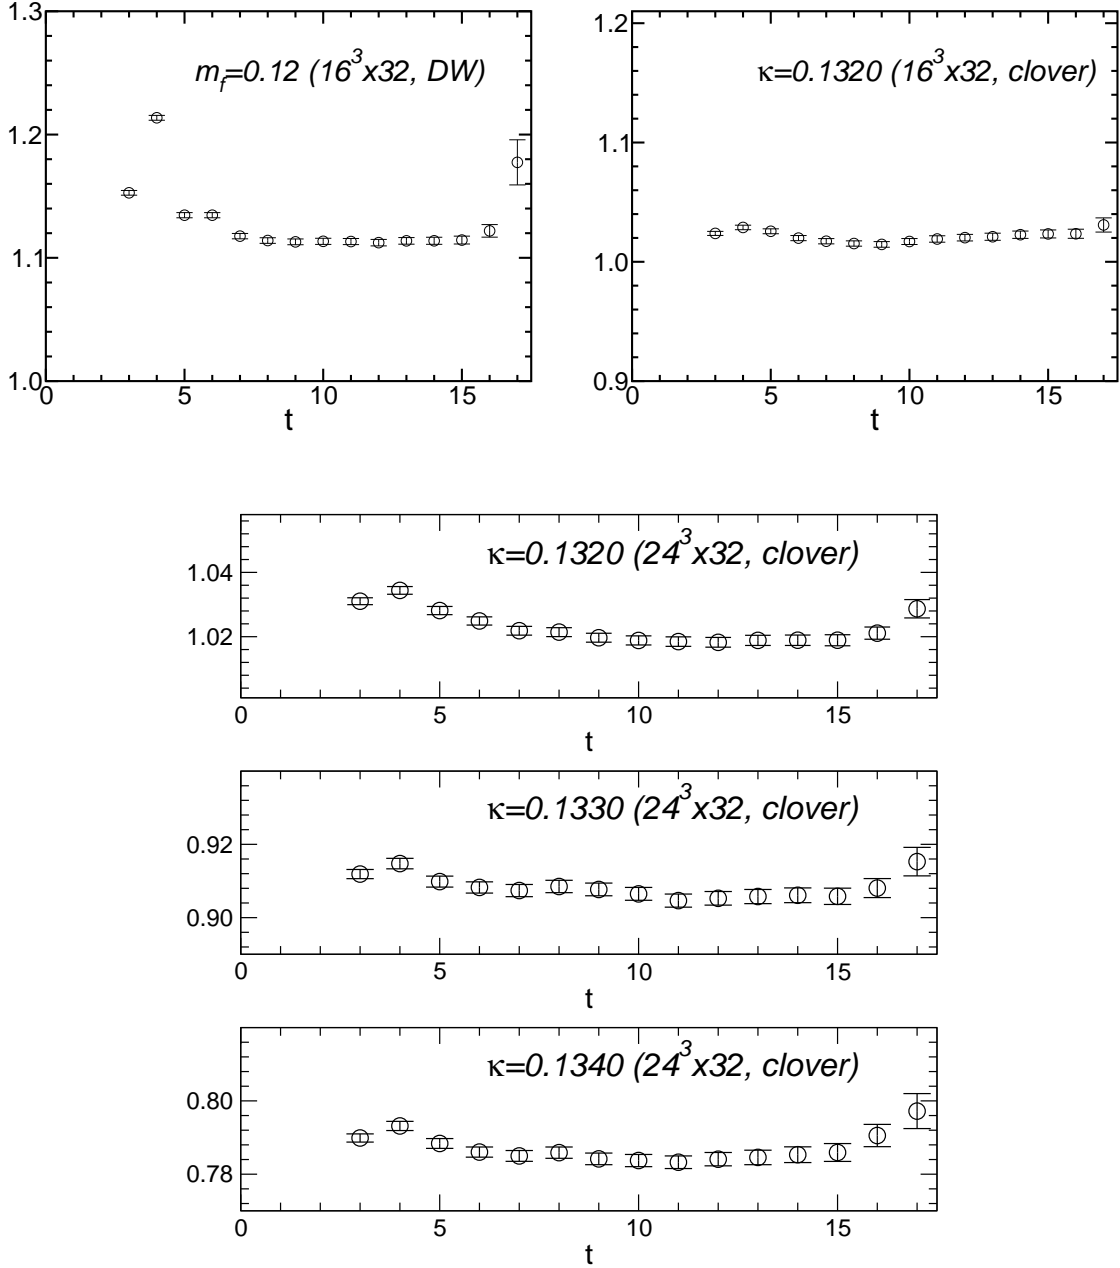 m_f=0.12 (16^3x32, DW)
1.3
1.2
1.1
1.0
0 5 10 15
t
κ=0.1320 (16^3x32, clover)
1.2
1.1
1.0
0.9
0 5 10 15
t
κ=0.1320 (24^3x32, clover)
1.04
1.02
0 5 10 15
t
κ=0.1330 (24^3x32, clover)
0.92
0.90
0 5 10 15
t
κ=0.1340 (24^3x32, clover)
0.80
0.78
0 5 10 15
t